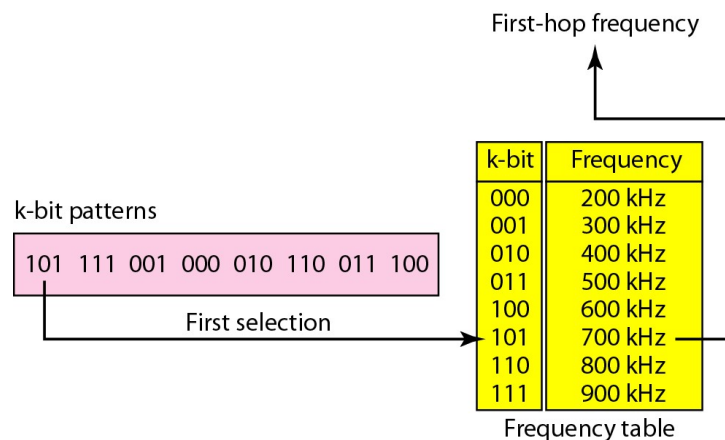 First-hop frequency
k-bit Frequency
000 200 kHz
001 300 kHz
010 400 kHz
011 500 kHz
100 600 kHz
101 700 kHz
110 800 kHz
111 900 kHz
Frequency table
k-bit patterns
101 111 001 000 010 110 011 100
First selection